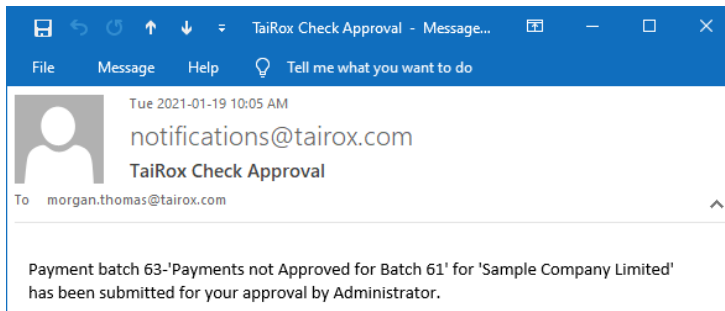 TaiRox Check Approval - Message...
File Message Help Tell me what you want to do
Tue 2021-01-19 10:05 AM
notifications@tairox.com
TaiRox Check Approval
To morgan.thomas@tairox.com
Payment batch 63-'Payments not Approved for Batch 61' for 'Sample Company Limited'
has been submitted for your approval by Administrator.